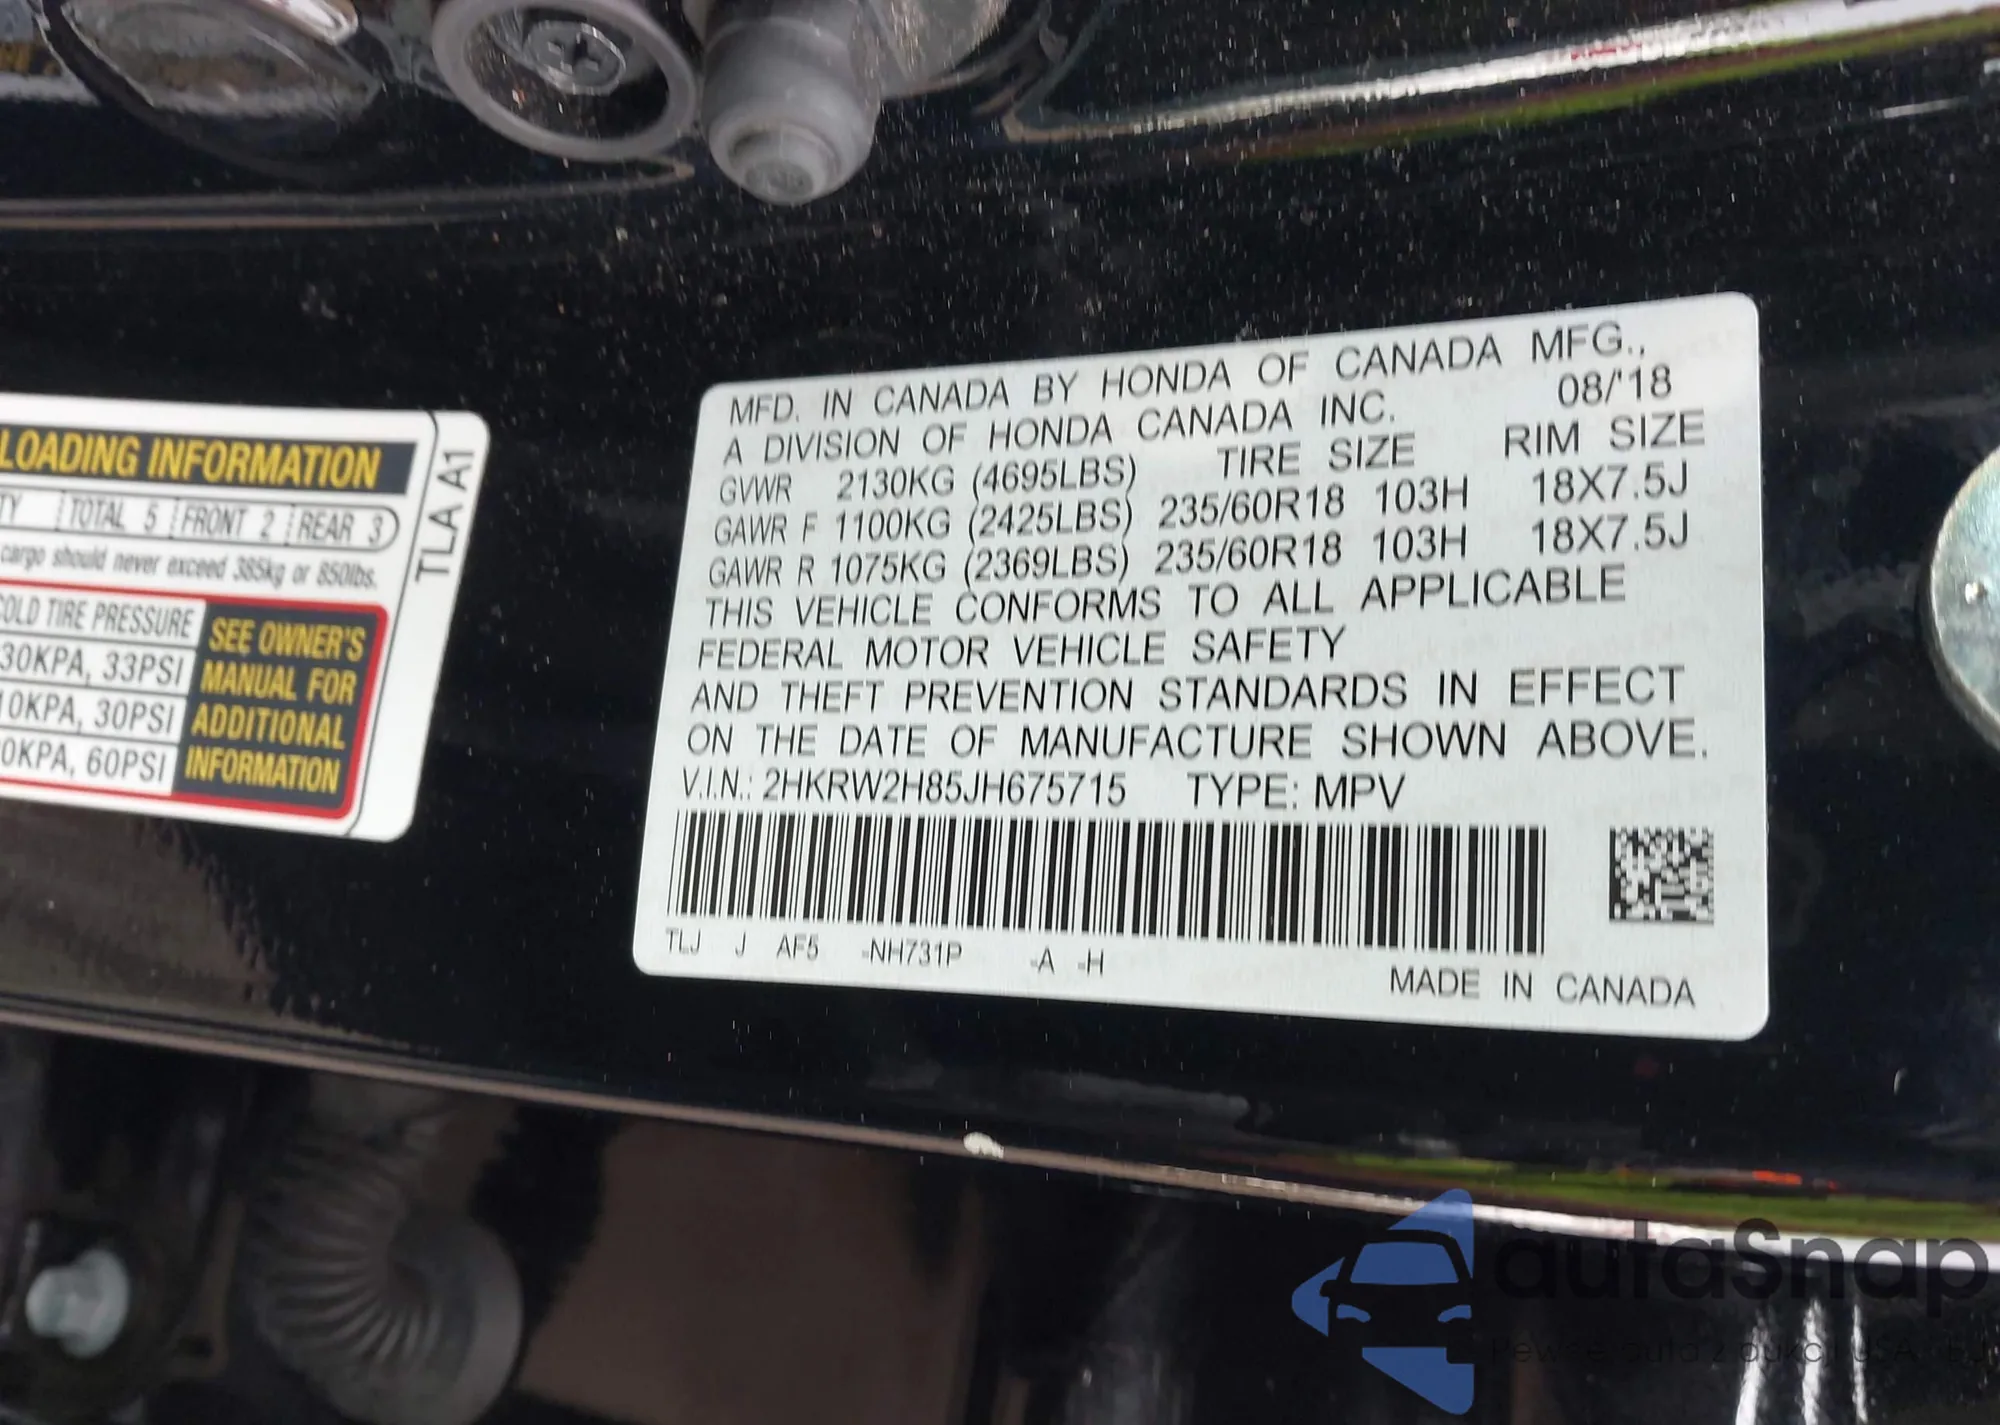 LOADING INFORMATION
TOTAL 5 FRONT 2 REAR 3
cargo should never exceed 385kg or 850lbs.
COLD TIRE PRESSURE
30KPA, 33PSI
10KPA, 30PSI
0KPA, 60PSI
SEE OWNER'S
MANUAL FOR
ADDITIONAL
INFORMATION
TLA A1
MFD. IN CANADA BY HONDA OF CANADA MFG.,
A DIVISION OF HONDA CANADA INC. 08/'18
GVWR 2130KG (4695LBS) TIRE SIZE RIM SIZE
GAWR F 1100KG (2425LBS) 235/60R18 103H 18X7.5J
GAWR R 1075KG (2369LBS) 235/60R18 103H 18X7.5J
THIS VEHICLE CONFORMS TO ALL APPLICABLE
FEDERAL MOTOR VEHICLE SAFETY
AND THEFT PREVENTION STANDARDS IN EFFECT
ON THE DATE OF MANUFACTURE SHOWN ABOVE.
V.I.N.: 2HKRW2H85JH675715 TYPE: MPV
TLJ J AF5 -NH731P -A -H
MADE IN CANADA
autaSnap
Pewne auta z aukcji USA